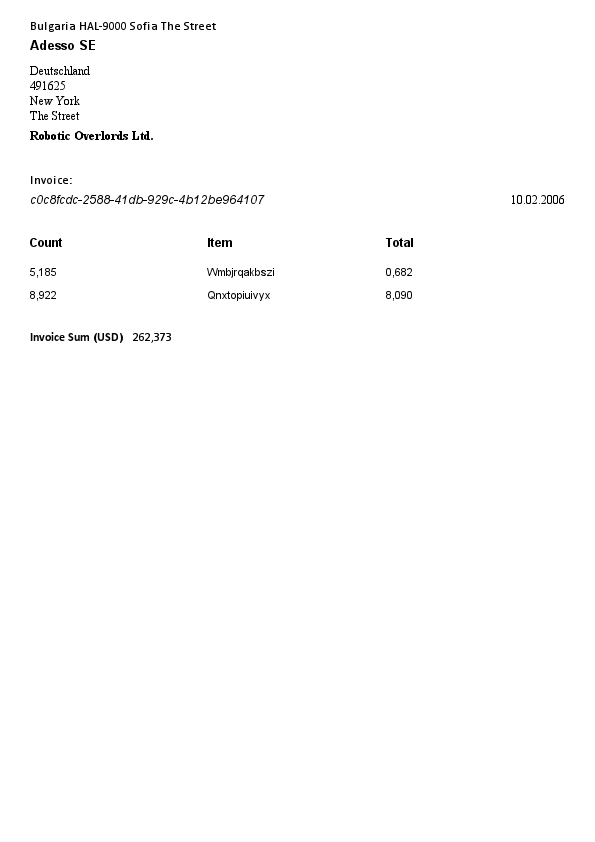 Bulgaria HAL-9000 Sofia The Street
Adesso SE
Deutschland
491625
New York
The Street
Robotic Overlords Ltd.
Invoice:
c0c8fcdc-2588-41db-929c-4b12be964107 10.02.2006
Count Item Total
5,185 Wmbjrqakbszi 0,682
8,922 Qnxtopiuivyx 8,090
Invoice Sum (USD) 262,373